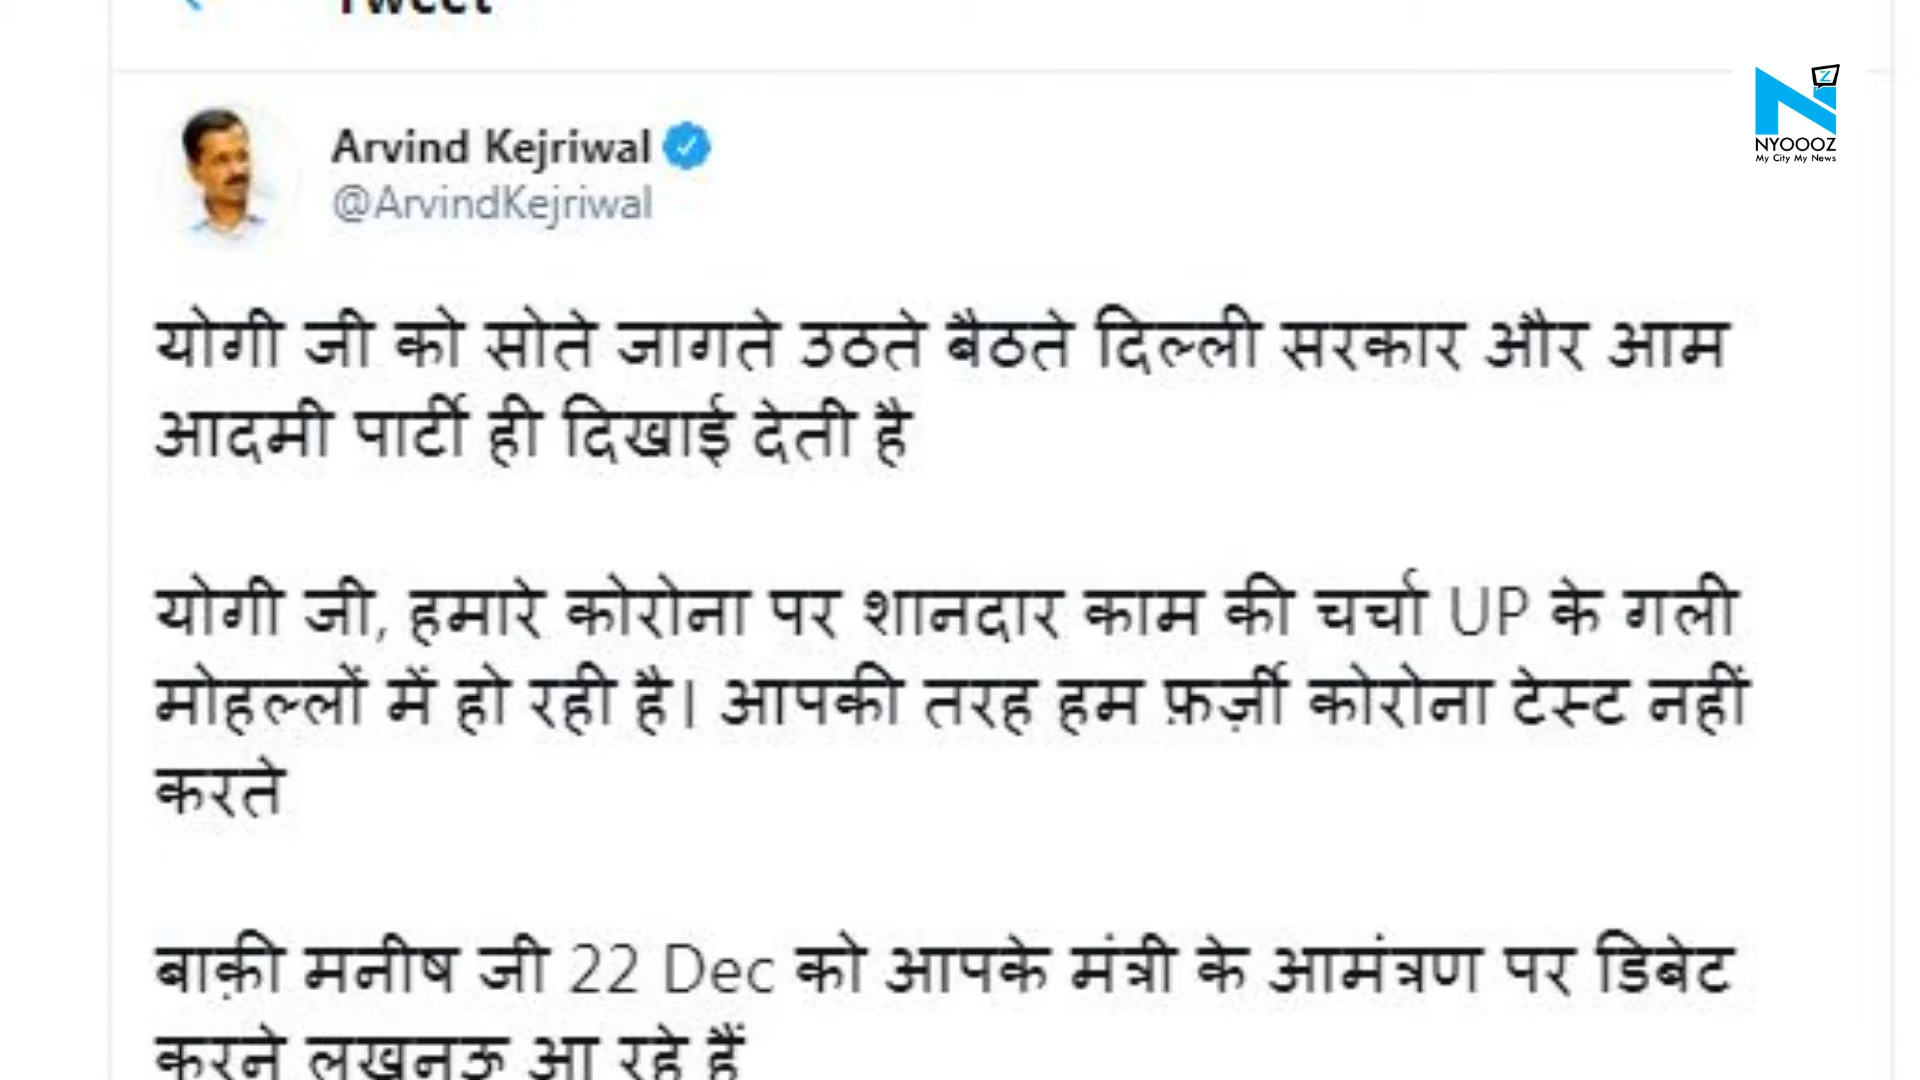 Tweet
Arvind Kejriwal
@ArvindKejriwal
योगी जी को सोते जागते उठते बैठते दिल्ली सरकार और आम
आदमी पार्टी ही दिखाई देती है
योगी जी, हमारे कोरोना पर शानदार काम की चर्चा UP के गली
मोहल्लों में हो रही है। आपकी तरह हम फ़र्ज़ी कोरोना टेस्ट नहीं
करते
बाक़ी मनीष जी 22 Dec को आपके मंत्री के आमंत्रण पर डिबेट
करने लखनऊ आ रहे हैं
Z
NYOOOZ
My City My News